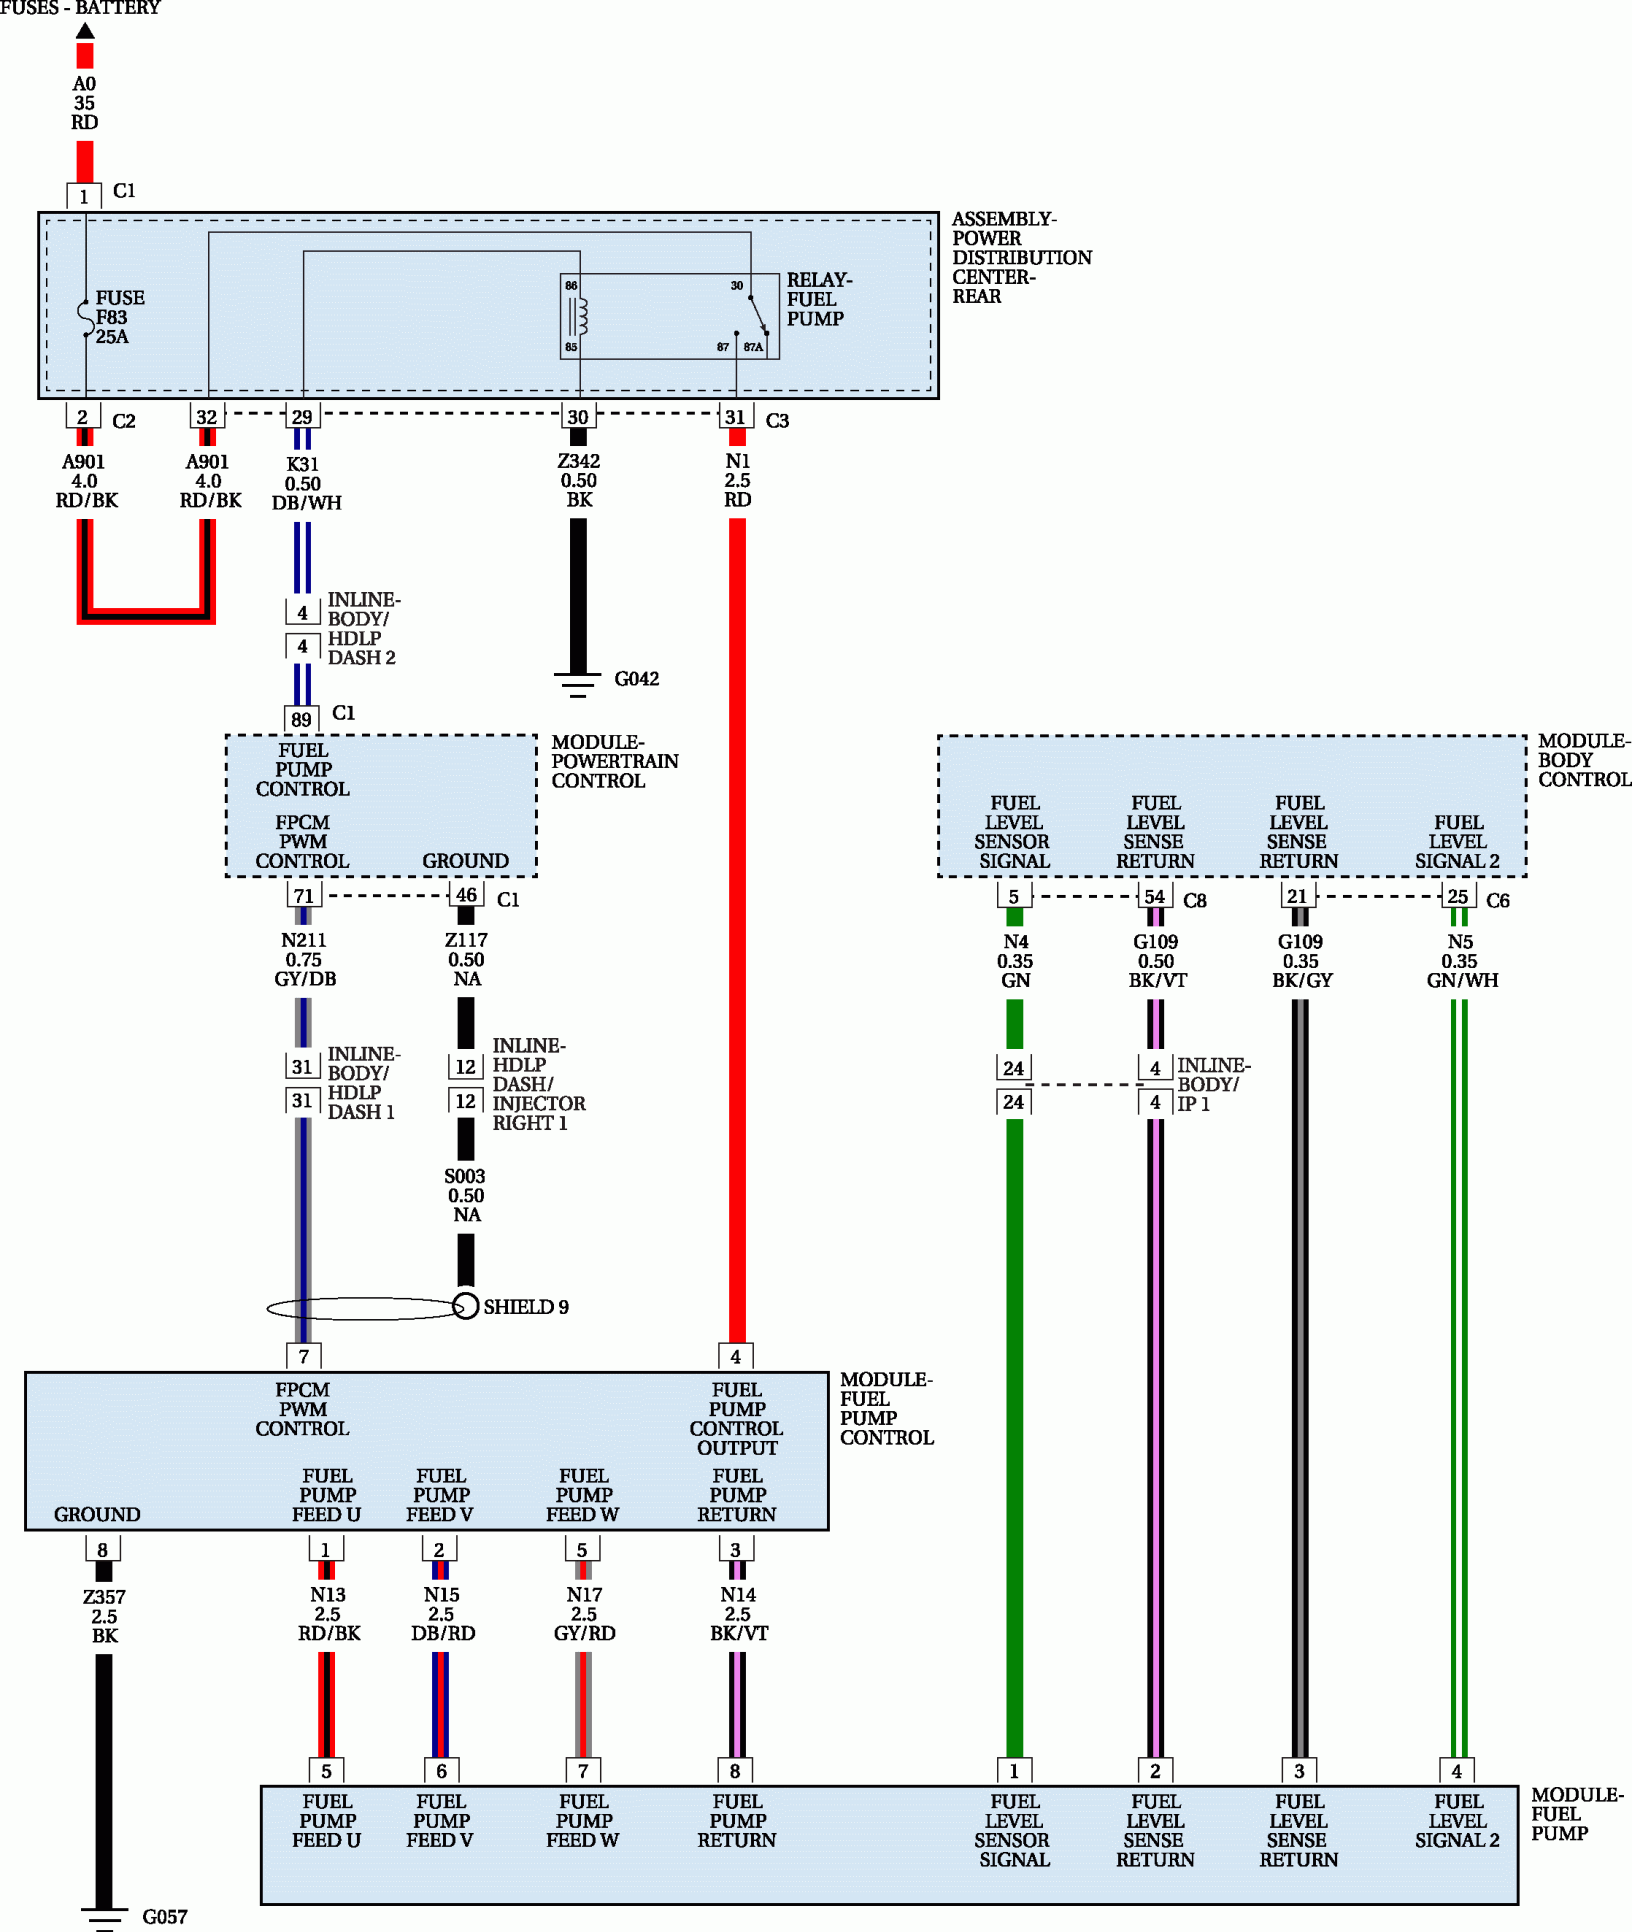 FUSES - BATTERY
A0
35
RD
1
C1
ASSEMBLY-
POWER
DISTRIBUTION
CENTER-
REAR
FUSE
F83
25A
86
85
30
87
87A
RELAY-
FUEL
PUMP
2
C2
32
29
30
31
C3
A901
4.0
RD/BK
A901
4.0
RD/BK
K31
0.50
DB/WH
Z342
0.50
BK
N1
2.5
RD
4
4
INLINE-
BODY/
HDLP
DASH 2
G042
89
C1
FUEL
PUMP
CONTROL
FPCM
PWM
CONTROL
GROUND
MODULE-
POWERTRAIN
CONTROL
MODULE-
BODY
CONTROL
FUEL
LEVEL
SENSOR
SIGNAL
FUEL
LEVEL
SENSE
RETURN
FUEL
LEVEL
SENSE
RETURN
FUEL
LEVEL
SIGNAL 2
71
46
C1
5
54
C8
21
25
C6
N211
0.75
GY/DB
Z117
0.50
NA
N4
0.35
GN
G109
0.50
BK/VT
G109
0.35
BK/GY
N5
0.35
GN/WH
31
31
INLINE-
BODY/
HDLP
DASH 1
12
12
INLINE-
HDLP
DASH/
INJECTOR
RIGHT 1
24
24
4
4
INLINE-
BODY/
IP 1
S003
0.50
NA
SHIELD 9
7
4
FPCM
PWM
CONTROL
FUEL
PUMP
CONTROL
OUTPUT
MODULE-
FUEL
PUMP
CONTROL
GROUND
FUEL
PUMP
FEED U
FUEL
PUMP
FEED V
FUEL
PUMP
FEED W
FUEL
PUMP
RETURN
8
1
2
5
3
Z357
2.5
BK
N13
2.5
RD/BK
N15
2.5
DB/RD
N17
2.5
GY/RD
N14
2.5
BK/VT
5
6
7
8
1
2
3
4
FUEL
PUMP
FEED U
FUEL
PUMP
FEED V
FUEL
PUMP
FEED W
FUEL
PUMP
RETURN
FUEL
LEVEL
SENSOR
SIGNAL
FUEL
LEVEL
SENSE
RETURN
FUEL
LEVEL
SENSE
RETURN
FUEL
LEVEL
SIGNAL 2
MODULE-
FUEL
PUMP
G057